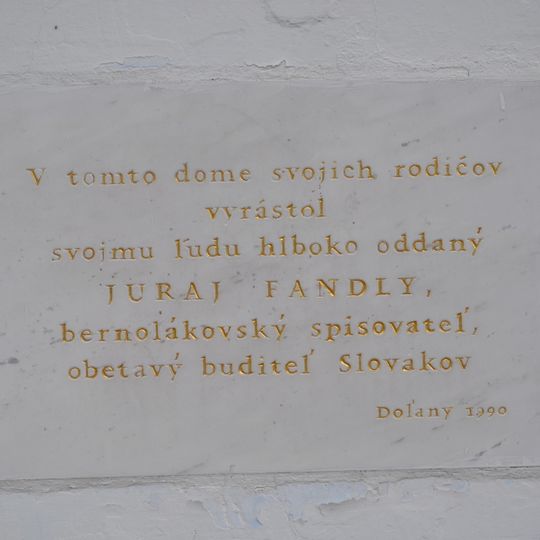 V tomto dome svojich rodičov
vyrástol
svojmu ľudu hlboko oddaný
JURAJ FANDLY,
bernolákovský spisovateľ,
obetavý buditeľ Slovakov
Doľany 1990